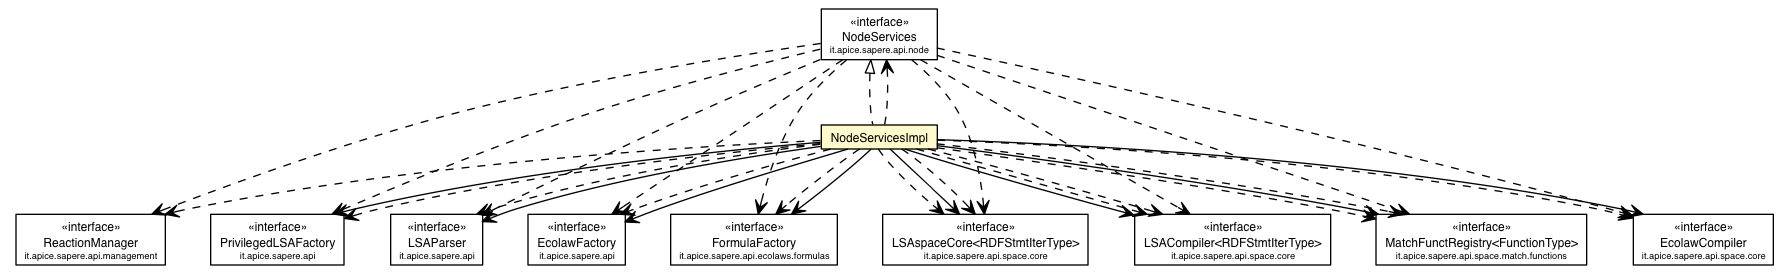 «interface»
NodeServices
it.apice.sapere.api.node
NodeServicesImpl
«interface»
ReactionManager
it.apice.sapere.api.management
«interface»
PrivilegedLSAFactory
it.apice.sapere.api
«interface»
LSAParser
it.apice.sapere.api
«interface»
EcolawFactory
it.apice.sapere.api
«interface»
FormulaFactory
it.apice.sapere.api.ecolaws.formulas
«interface»
LSAspaceCore<RDFStmtIterType>
it.apice.sapere.api.space.core
«interface»
LSACompiler<RDFStmtIterType>
it.apice.sapere.api.space.core
«interface»
MatchFunctRegistry<FunctionType>
it.apice.sapere.api.space.match.functions
«interface»
EcolawCompiler
it.apice.sapere.api.space.core